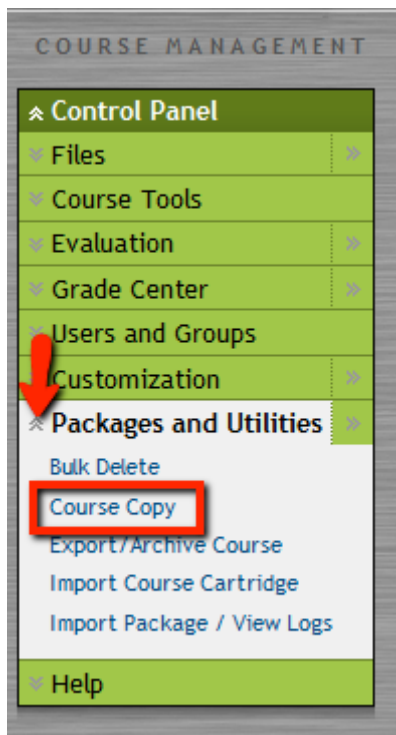 COURSE MANAGEMENT
Control Panel
Files
Course Tools
Evaluation
Grade Center
Users and Groups
Customization
Packages and Utilities
Bulk Delete
Course Copy
Export/Archive Course
Import Course Cartridge
Import Package / View Logs
Help